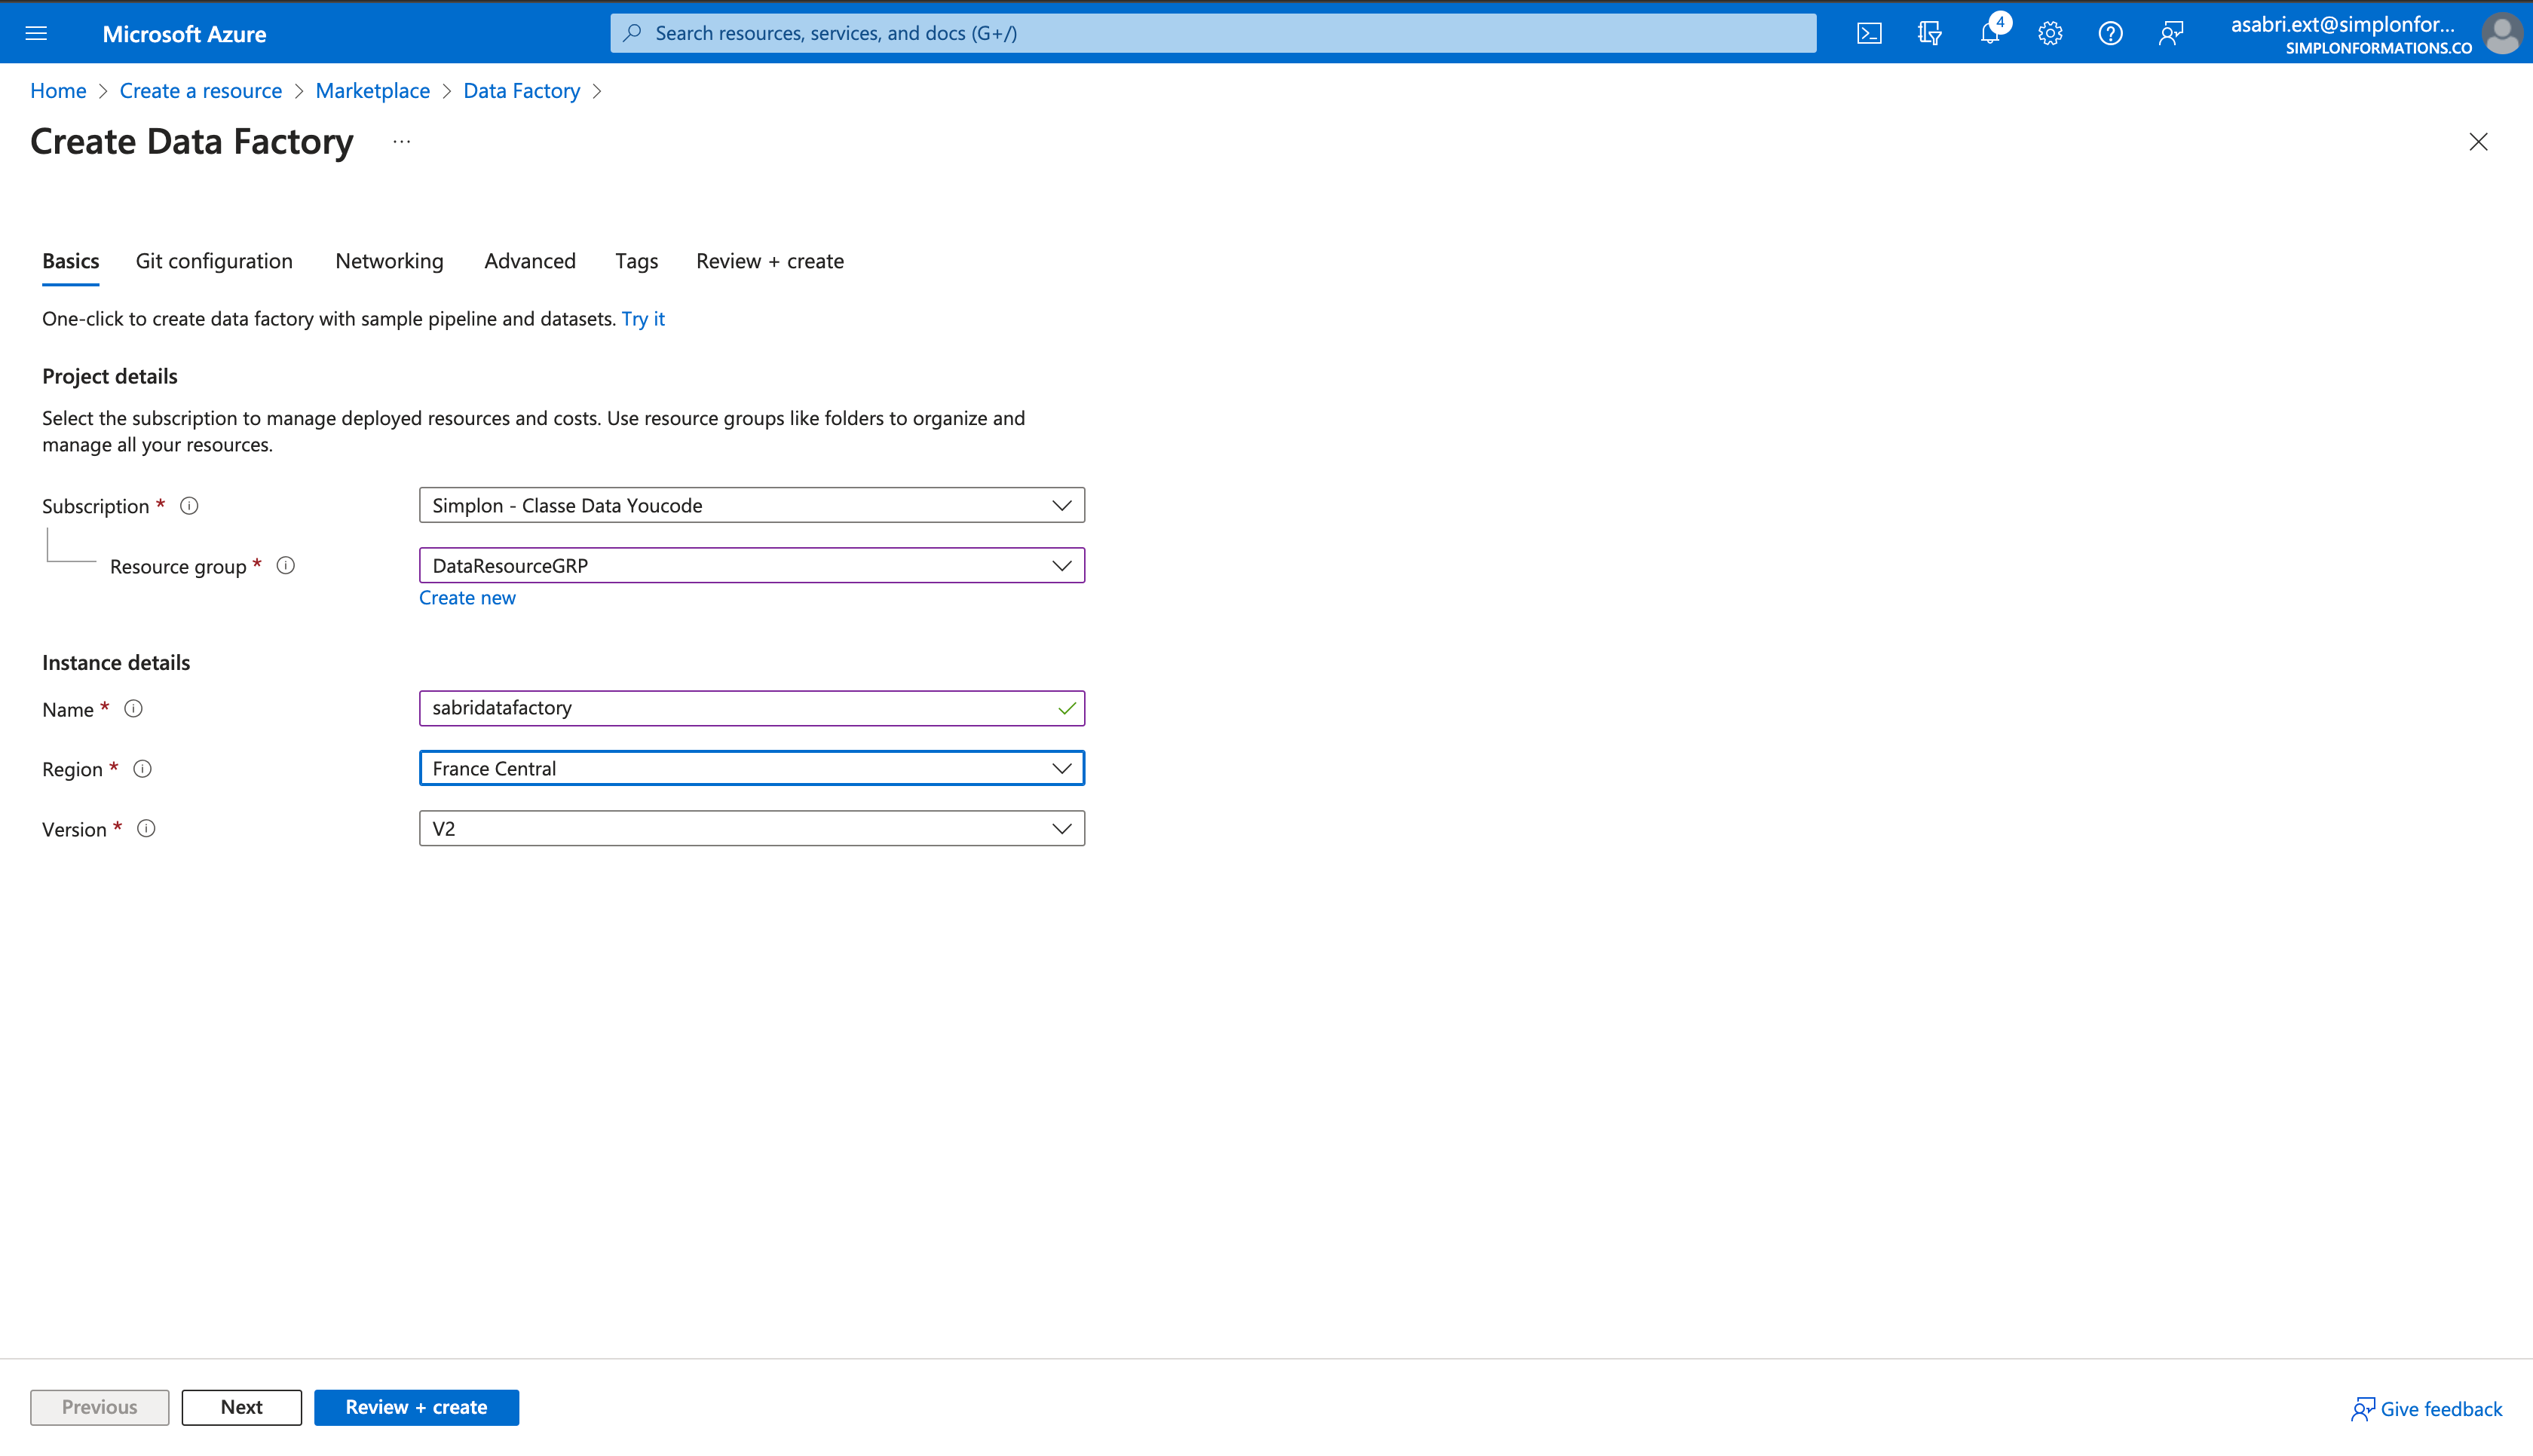 Microsoft Azure
Search resources, services, and docs (G+/)
4
asabri.ext@simplonfor...
SIMPLONFORMATIONS.CO
Home > Create a resource > Marketplace > Data Factory >
Create Data Factory ...
Basics Git configuration Networking Advanced Tags Review + create
One-click to create data factory with sample pipeline and datasets. Try it
Project details
Select the subscription to manage deployed resources and costs. Use resource groups like folders to organize and
manage all your resources.
Subscription * Simplon - Classe Data Youcode
Resource group * DataResourceGRP
Create new
Instance details
Name * sabridatafactory
Region * France Central
Version * V2
Previous Next Review + create Give feedback